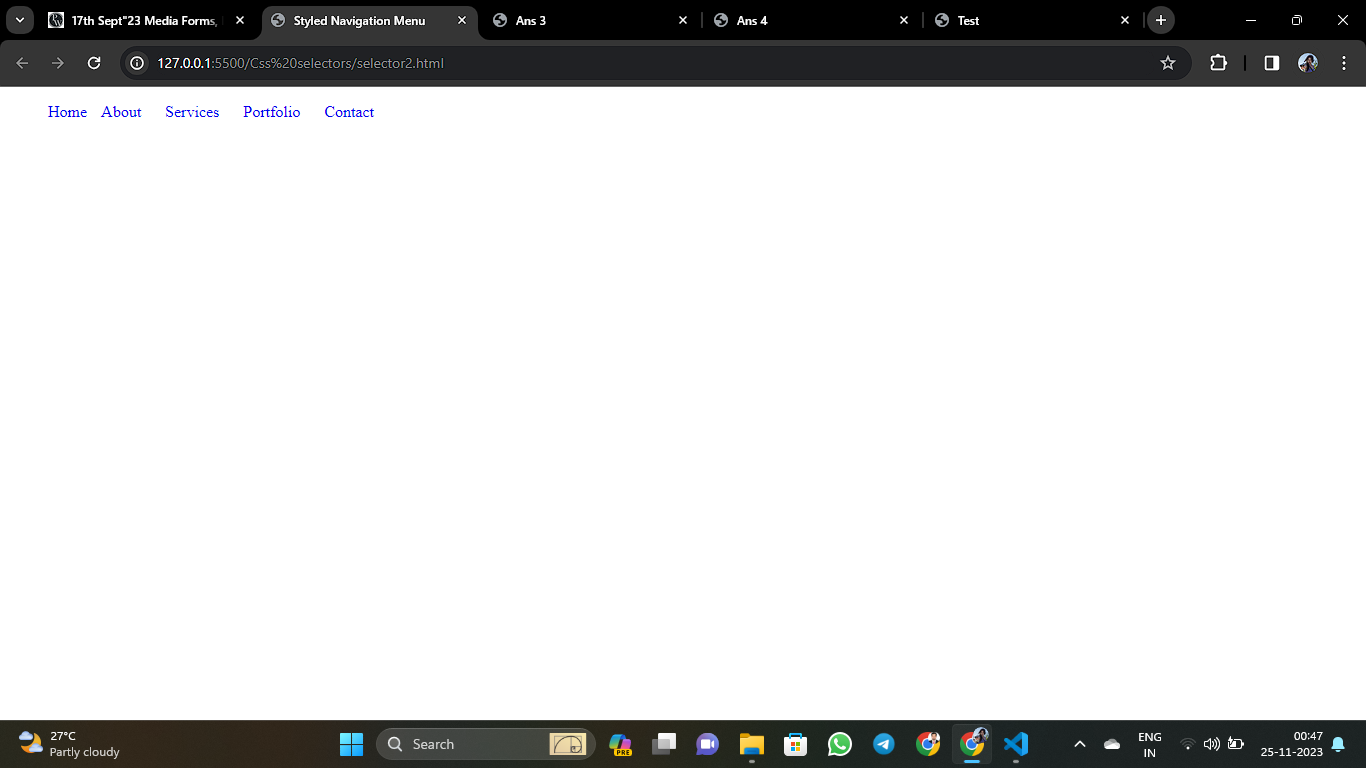 17th Sept"23 Media Forms,
Styled Navigation Menu
Ans 3
Ans 4
Test
127.0.0.1:5500/Css%20selectors/selector2.html
Home About Services Portfolio Contact
27°C
Partly cloudy
Search
PRE
ENG
IN
00:47
25-11-2023